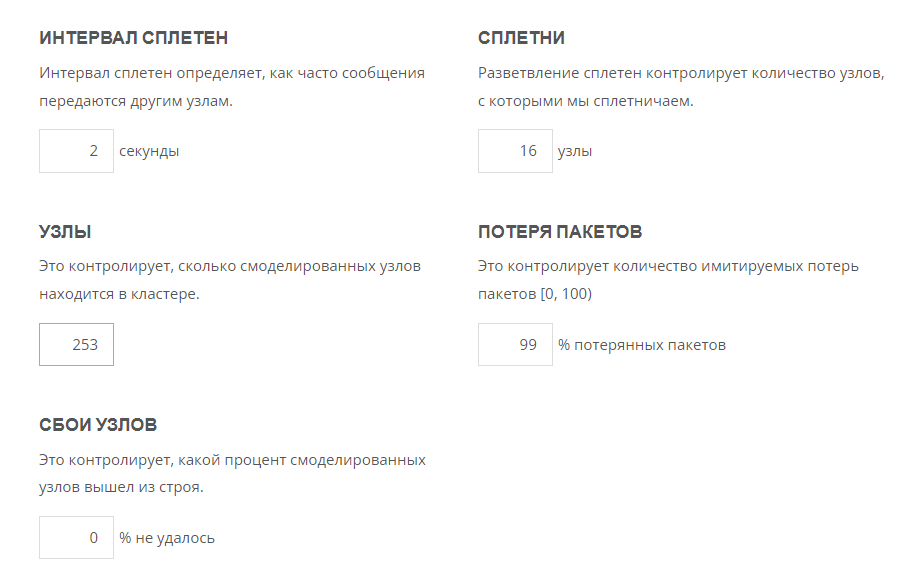 ИНТЕРВАЛ СПЛЕТЕН
Интервал сплетен определяет, как часто сообщения
передаются другим узлам.
2 секунды
СПЛЕТНИ
Разветвление сплетен контролирует количество узлов,
с которыми мы сплетничаем.
16 узлы
УЗЛЫ
Это контролирует, сколько смоделированных узлов
находится в кластере.
253
ПОТЕРЯ ПАКЕТОВ
Это контролирует количество имитируемых потерь
пакетов [0, 100)
99 % потерянных пакетов
СБОИ УЗЛОВ
Это контролирует, какой процент смоделированных
узлов вышел из строя.
0 % не удалось